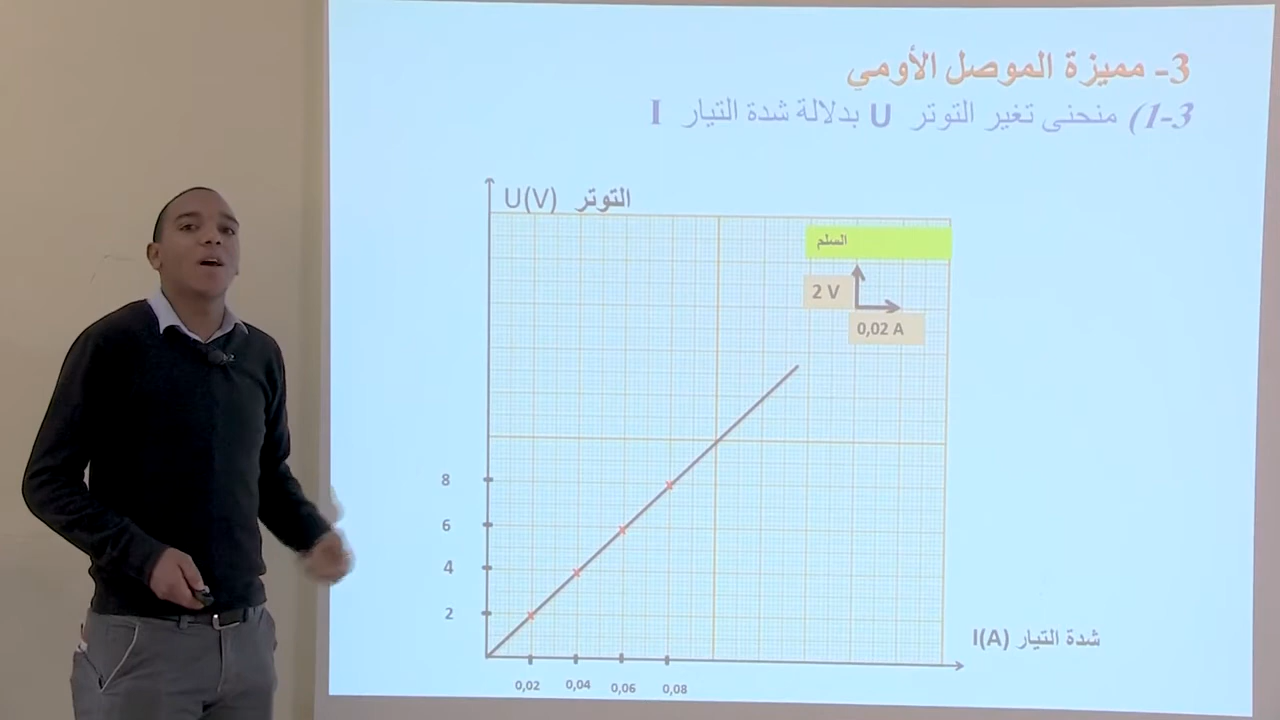 3- مميزة الموصل الأومي
3-1) منحنى تغير التوتر U بدلالة شدة التيار I
U(V) التوتر
السلم
2 V
0,02 A
8
6
4
2
شدة التيار I(A)
0,02 0,04 0,06 0,08